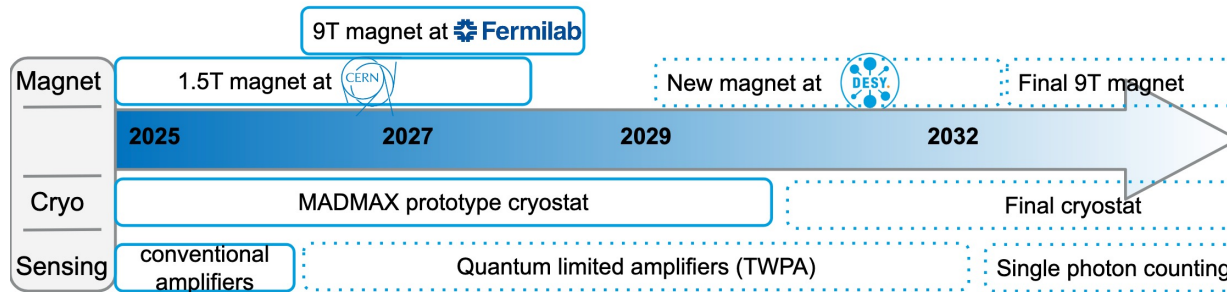 9T magnet at Fermilab
Magnet
1.5T magnet at CERN
New magnet at DESY.
Final 9T magnet
2025 2027 2029 2032
Cryo
MADMAX prototype cryostat
Final cryostat
Sensing
conventional
amplifiers
Quantum limited amplifiers (TWPA)
Single photon counting